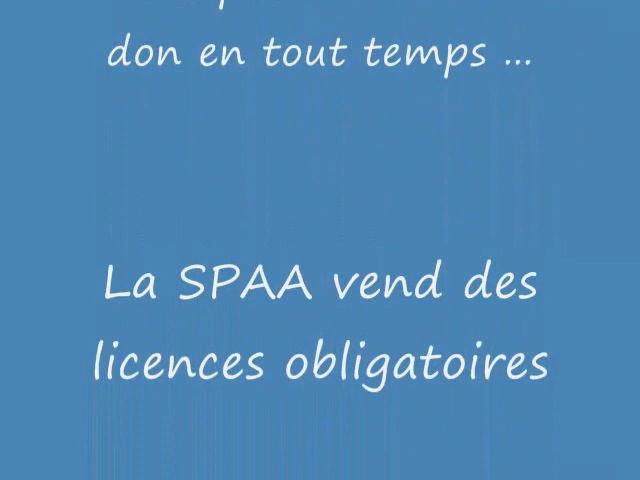 don en tout temps ...
La SPAA vend des
licences obligatoires